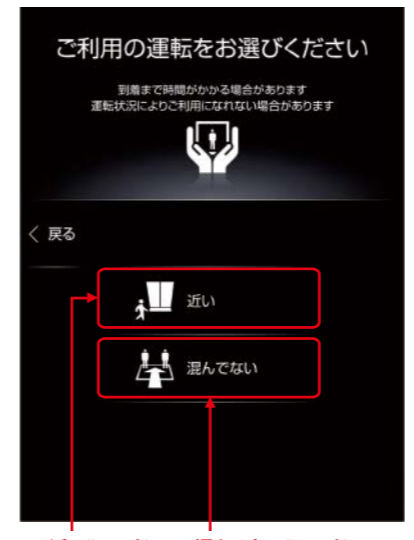 ご利用の運転をお選びください
到着まで時間がかかる場合があります
運転状況によりご利用になれない場合があります
戻る
近い
混んでない